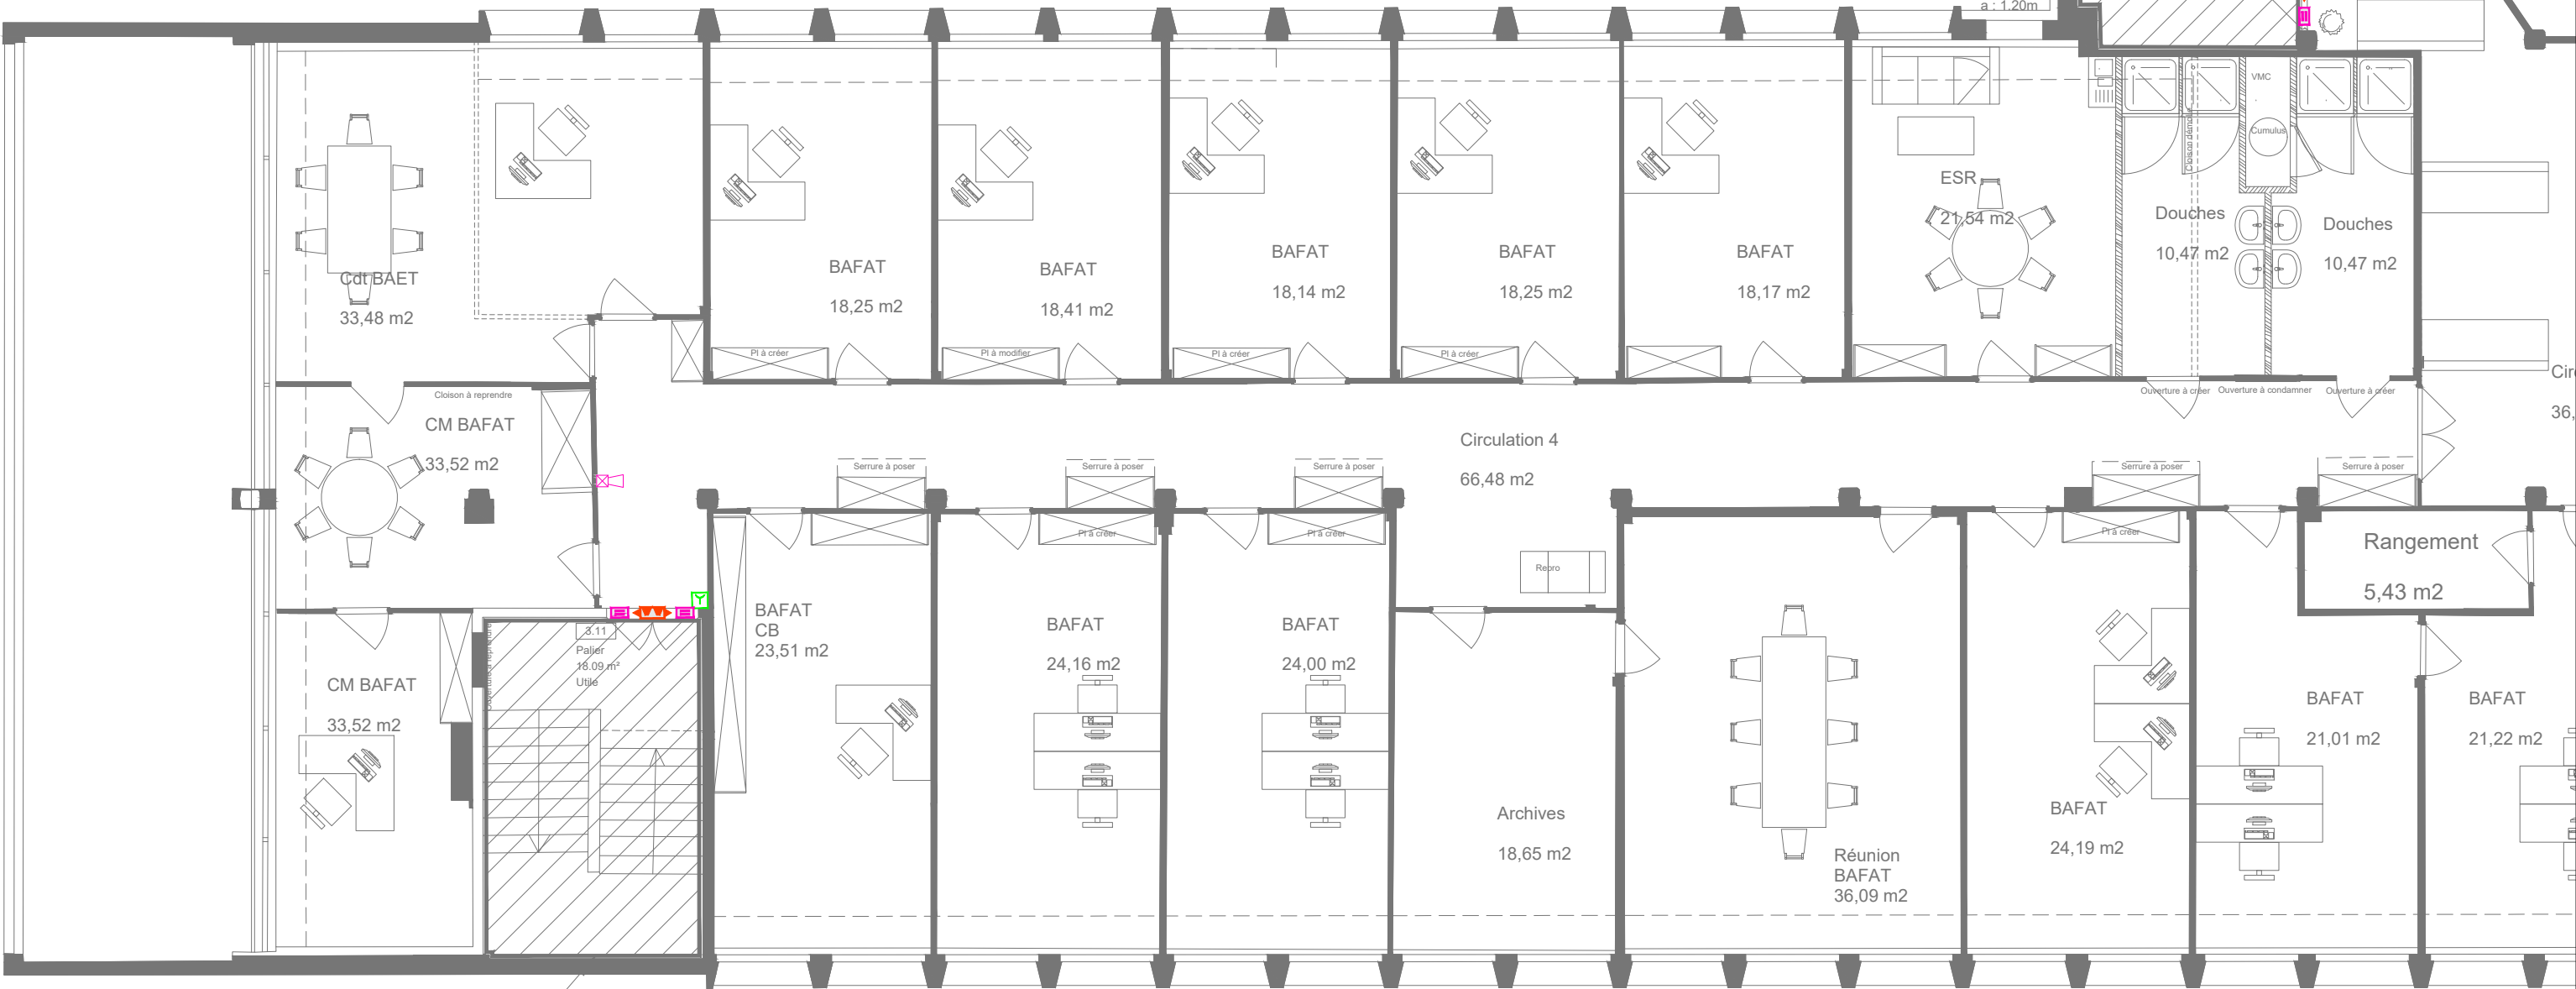 a : 1.20m
VMC
Cumulus
Cloison démolie
ESR
21,54 m2
Douches
10,47 m2
Douches
10,47 m2
Cdt BAET
33,48 m2
BAFAT
18,25 m2
BAFAT
18,41 m2
BAFAT
18,14 m2
BAFAT
18,25 m2
BAFAT
18,17 m2
Pl à créer
Pl à modifier
Pl à créer
Pl à créer
Ouverture à créer
Ouverture à condamner
Ouverture à créer
Cloison à reprendre
CM BAFAT
33,52 m2
Circulation 4
66,48 m2
36,
Serrure à poser
Serrure à poser
Serrure à poser
Serrure à poser
Serrure à poser
Pl à créer
Pl à créer
Pl à créer
Repro
Rangement
5,43 m2
3.11
Palier
18.09 m²
Utile
BAFAT
CB
23,51 m2
BAFAT
24,16 m2
BAFAT
24,00 m2
CM BAFAT
33,52 m2
Archives
18,65 m2
Réunion
BAFAT
36,09 m2
BAFAT
24,19 m2
BAFAT
21,01 m2
BAFAT
21,22 m2